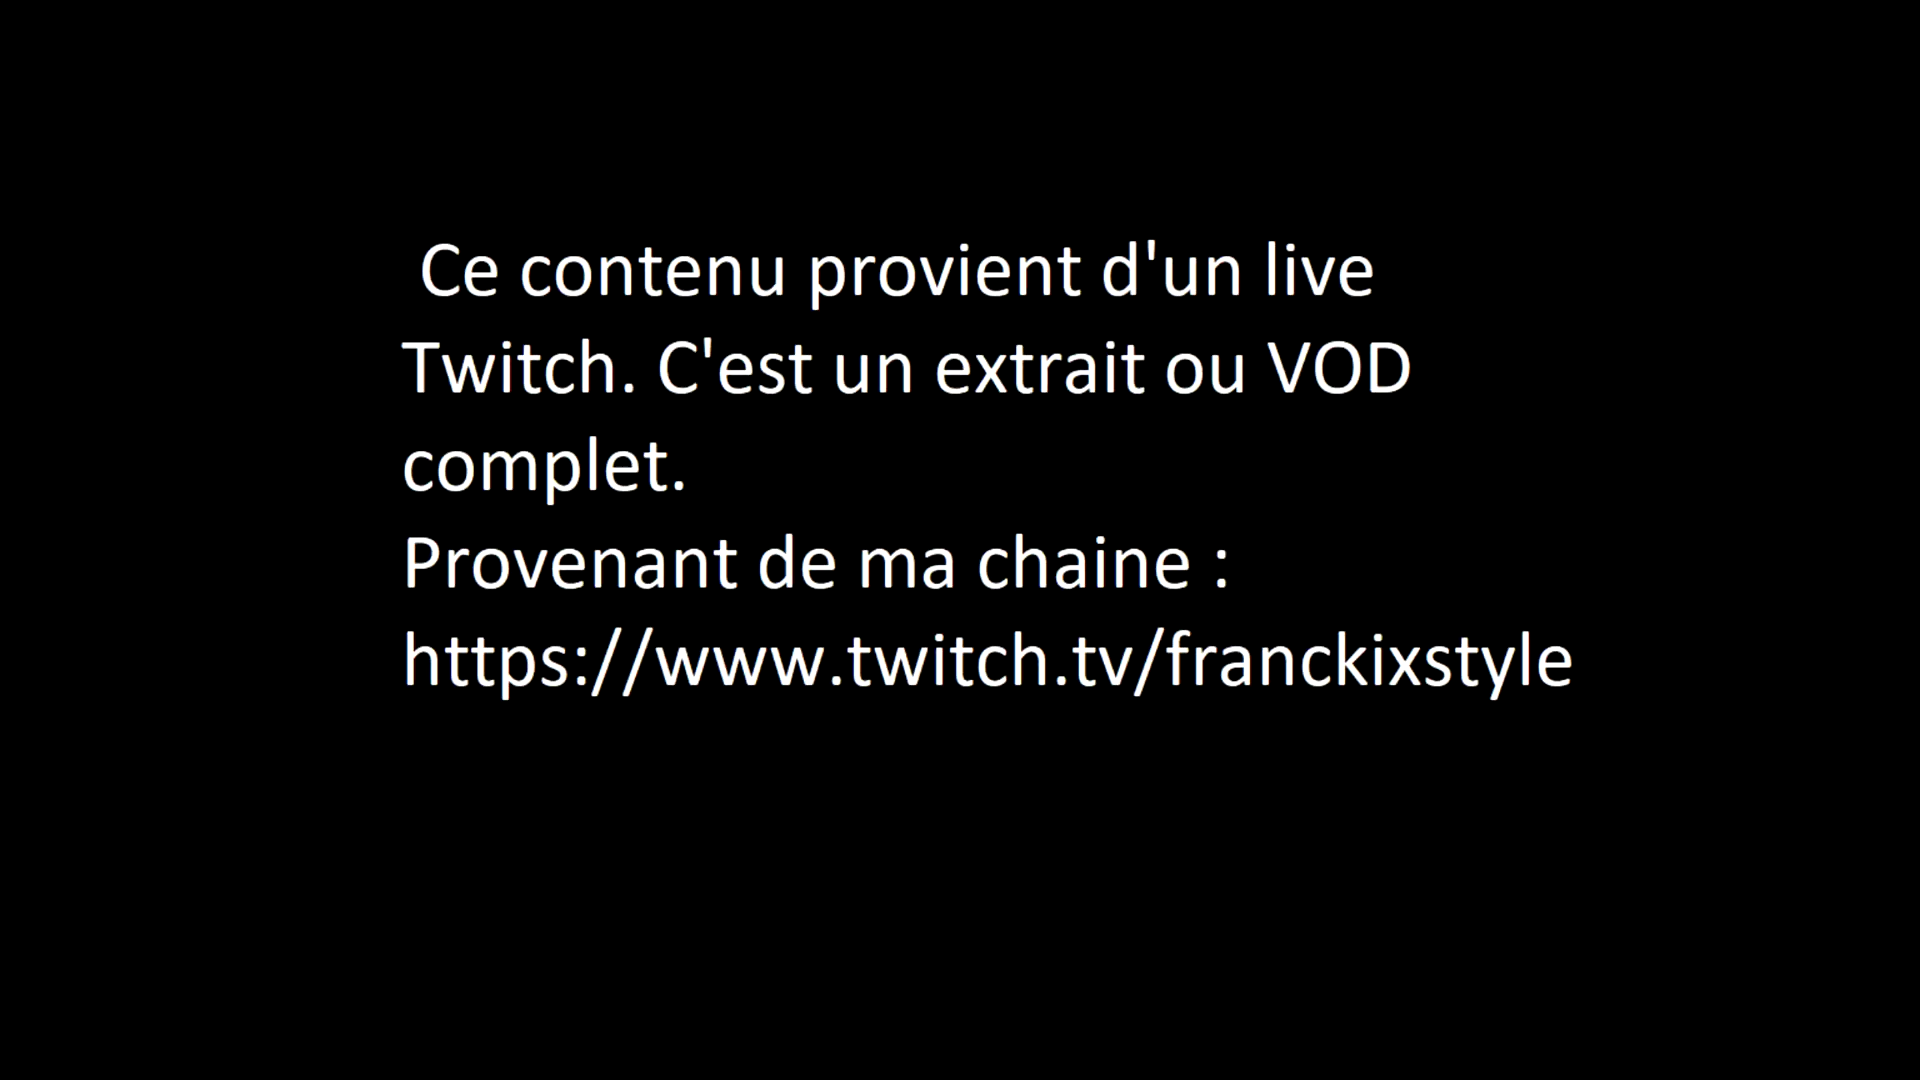 Ce contenu provient d'un live
Twitch. C'est un extrait ou VOD
complet.
Provenant de ma chaine :
https://www.twitch.tv/franckixstyle